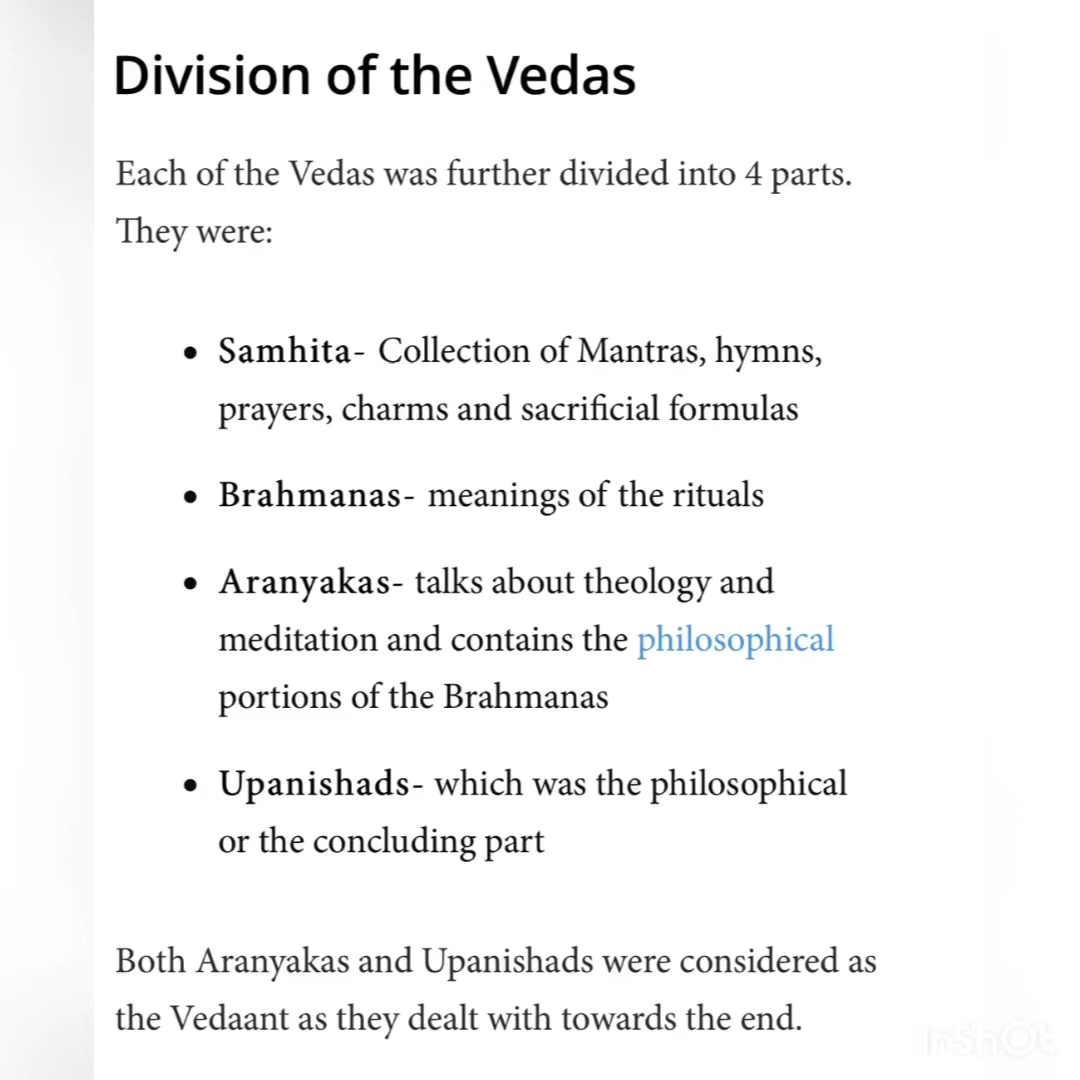 Division of the Vedas
Each of the Vedas was further divided into 4 parts.
They were:
• Samhita- Collection of Mantras, hymns,
prayers, charms and sacrificial formulas
• Brahmanas- meanings of the rituals
• Aranyakas- talks about theology and
meditation and contains the philosophical
portions of the Brahmanas
• Upanishads- which was the philosophical
or the concluding part
Both Aranyakas and Upanishads were considered as
the Vedaant as they dealt with towards the end.
InShOt